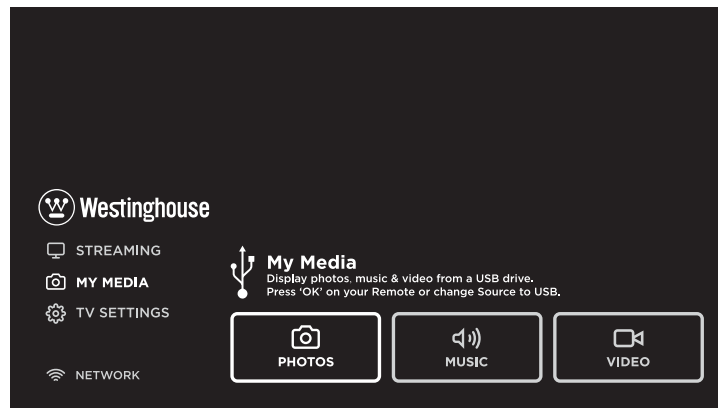 Westinghouse
STREAMING
MY MEDIA
TV SETTINGS
NETWORK
My Media
Display photos, music & video from a USB drive.
Press 'OK' on your Remote or change Source to USB.
PHOTOS
MUSIC
VIDEO